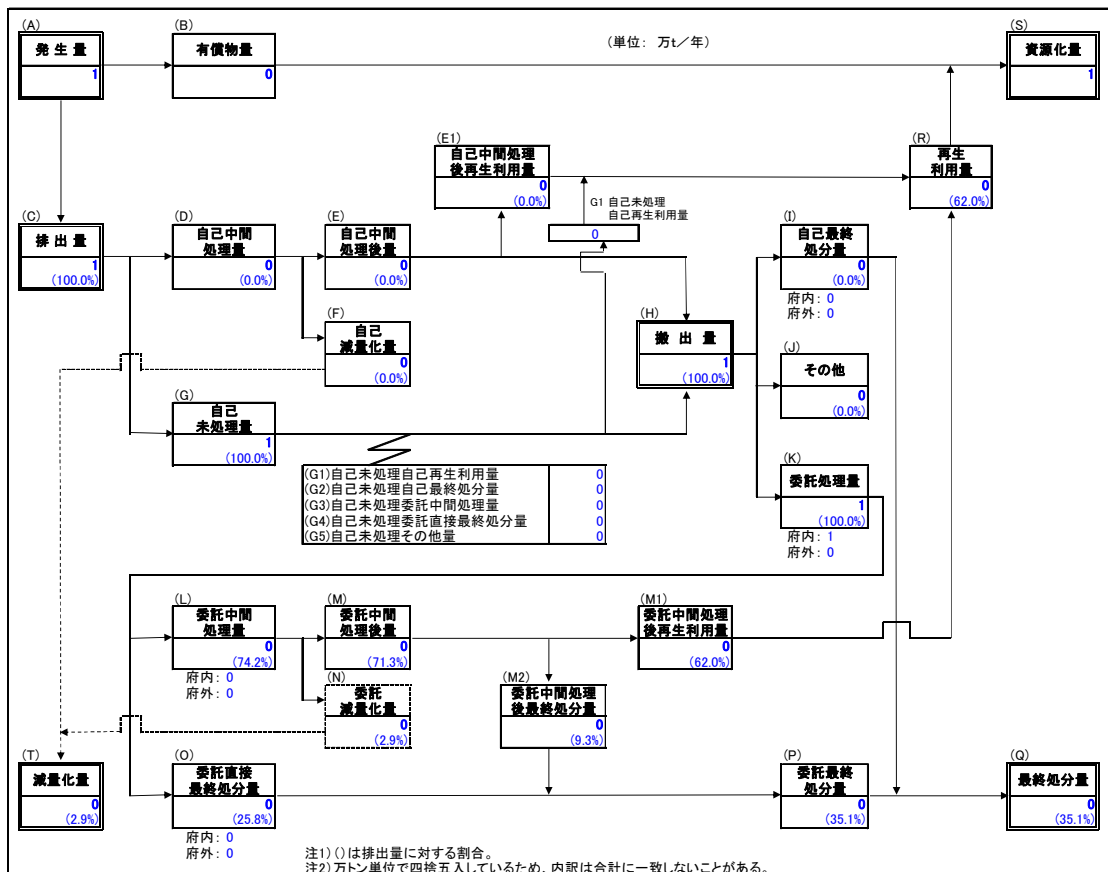 (A)
発 生 量
1
(B)
有償物量
0
(単位: 万t/年)
(S)
資源化量
1
(E1)
自己中間処理
後再生利用量
0
(0.0%)
G1 自己未処理
自己再生利用量
0
(R)
再生
利用量
0
(62.0%)
(C)
排 出 量
1
(100.0%)
(D)
自己中間
処理量
0
(0.0%)
(E)
自己中間
処理後量
0
(0.0%)
(F)
自己
減量化量
0
(0.0%)
(G)
自己
未処理量
1
(100.0%)
(H)
搬 出 量
1
(100.0%)
(I)
自己最終
処分量
0
(0.0%)
府内: 0
府外: 0
(J)
その他
0
(0.0%)
(K)
委託処理量
1
(100.0%)
府内: 1
府外: 0
(G1)自己未処理自己再生利用量 0
(G2)自己未処理自己最終処分量 0
(G3)自己未処理委託中間処理量 0
(G4)自己未処理委託直接最終処分量 0
(G5)自己未処理その他量 0
(L)
委託中間
処理量
0
(74.2%)
府内: 0
府外: 0
(M)
委託中間
処理後量
0
(71.3%)
(M1)
委託中間処理
後再生利用量
0
(62.0%)
(N)
委託
減量化量
0
(2.9%)
(M2)
委託中間処理
後最終処分量
0
(9.3%)
(T)
減量化量
0
(2.9%)
(O)
委託直接
最終処分量
0
(25.8%)
府内: 0
府外: 0
(P)
委託最終
処分量
0
(35.1%)
(Q)
最終処分量
0
(35.1%)
注1)()は排出量に対する割合。
注2)万トン単位で四捨五入しているため、内訳は合計に一致しないことがある。